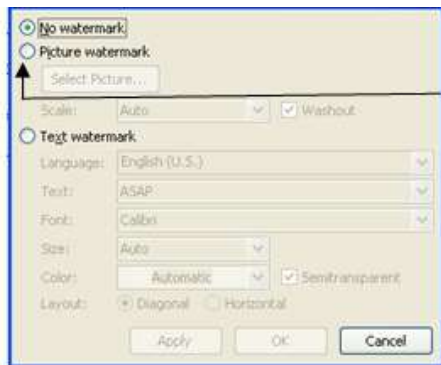 No watermark
Picture watermark
Select Picture...
Scale: Auto Washout
Text watermark
Language: English (U.S.)
Text: ASAP
Font: Calibri
Size: Auto
Color: Automatic Semitransparent
Layout: Diagonal Horizontal
Apply OK Cancel